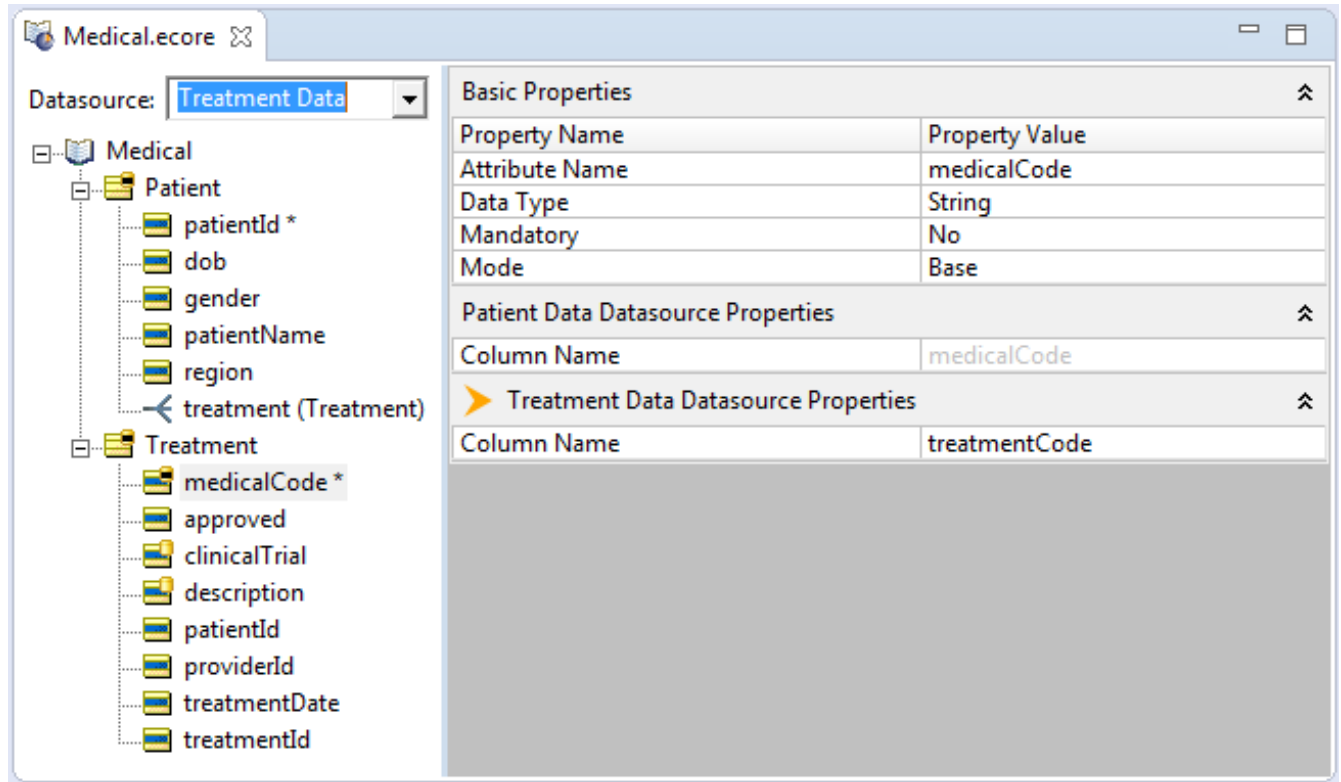 Medical.ecore
Datasource: Treatment Data
Medical
Patient
patientId *
dob
gender
patientName
region
treatment (Treatment)
Treatment
medicalCode *
approved
clinicalTrial
description
patientId
providerId
treatmentDate
treatmentId
Basic Properties
Property Name Property Value
Attribute Name medicalCode
Data Type String
Mandatory No
Mode Base
Patient Data Datasource Properties
Column Name medicalCode
Treatment Data Datasource Properties
Column Name treatmentCode